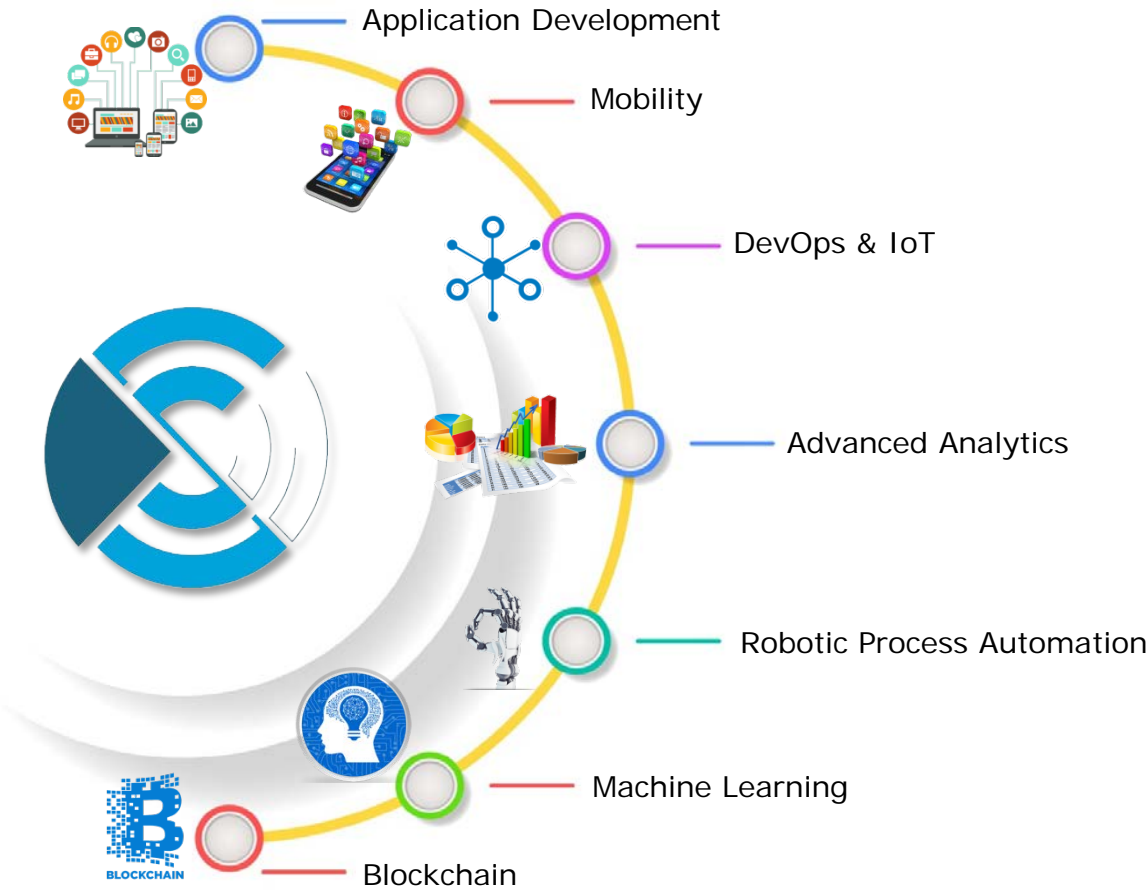 Application Development
Mobility
DevOps & IoT
Advanced Analytics
Robotic Process Automation
Machine Learning
BLOCKCHAIN
Blockchain